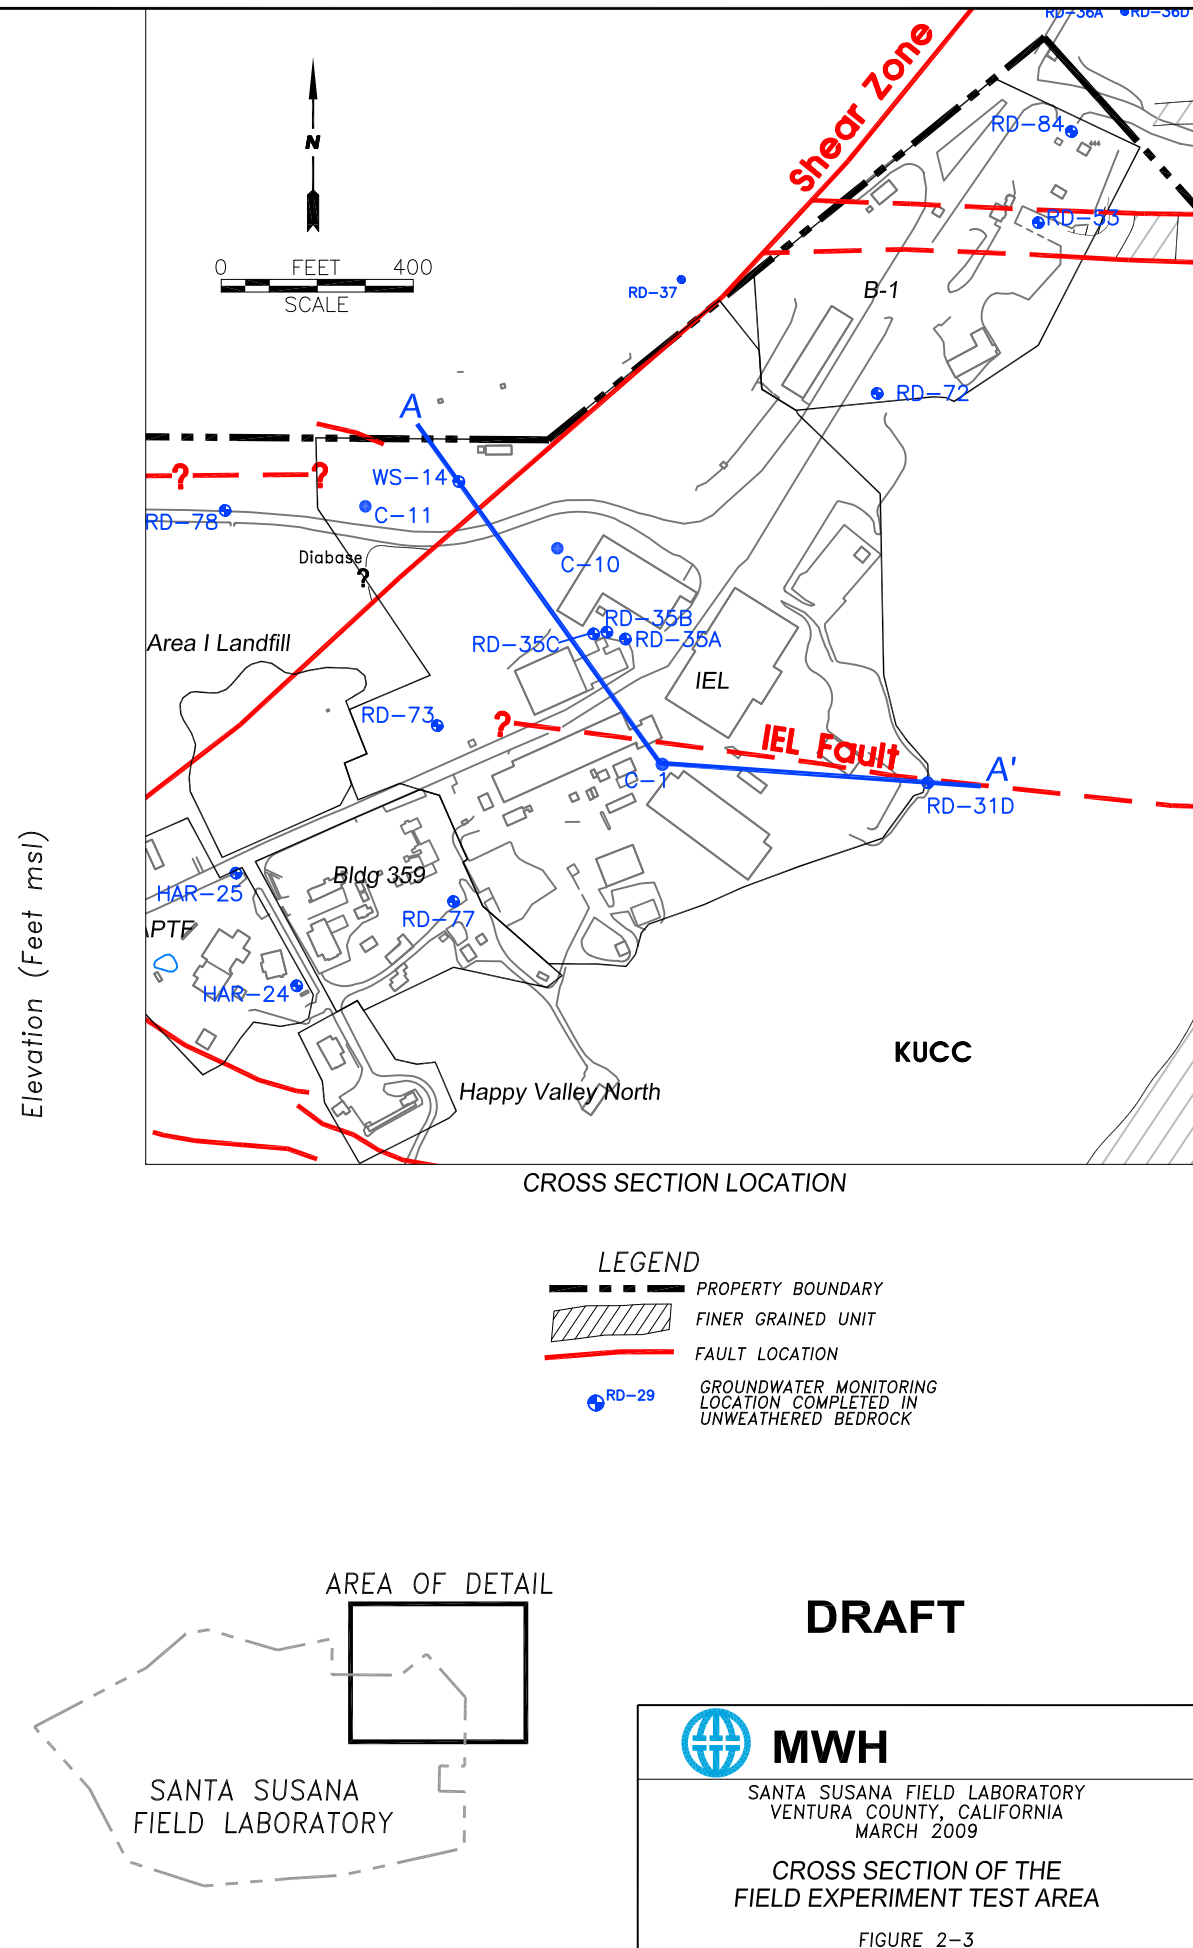 RD-36A
RD-36D
Shear Zone
RD-84
N
RD-53
0 FEET 400
SCALE
RD-37
B-1
RD-72
A
WS-14
?
?
C-11
RD-78
Diabase
?
C-10
RD-35B
RD-35C
RD-35A
Area I Landfill
IEL
RD-73
?
IEL Fault
C-1
A'
RD-31D
Bldg 359
HAR-25
RD-77
APTF
HAR-24
Elevation (Feet msl)
KUCC
Happy Valley North
CROSS SECTION LOCATION
LEGEND
PROPERTY BOUNDARY
FINER GRAINED UNIT
FAULT LOCATION
RD-29
GROUNDWATER MONITORING
LOCATION COMPLETED IN
UNWEATHERED BEDROCK
AREA OF DETAIL
DRAFT
SANTA SUSANA
FIELD LABORATORY
MWH
SANTA SUSANA FIELD LABORATORY
VENTURA COUNTY, CALIFORNIA
MARCH 2009
CROSS SECTION OF THE
FIELD EXPERIMENT TEST AREA
FIGURE 2-3